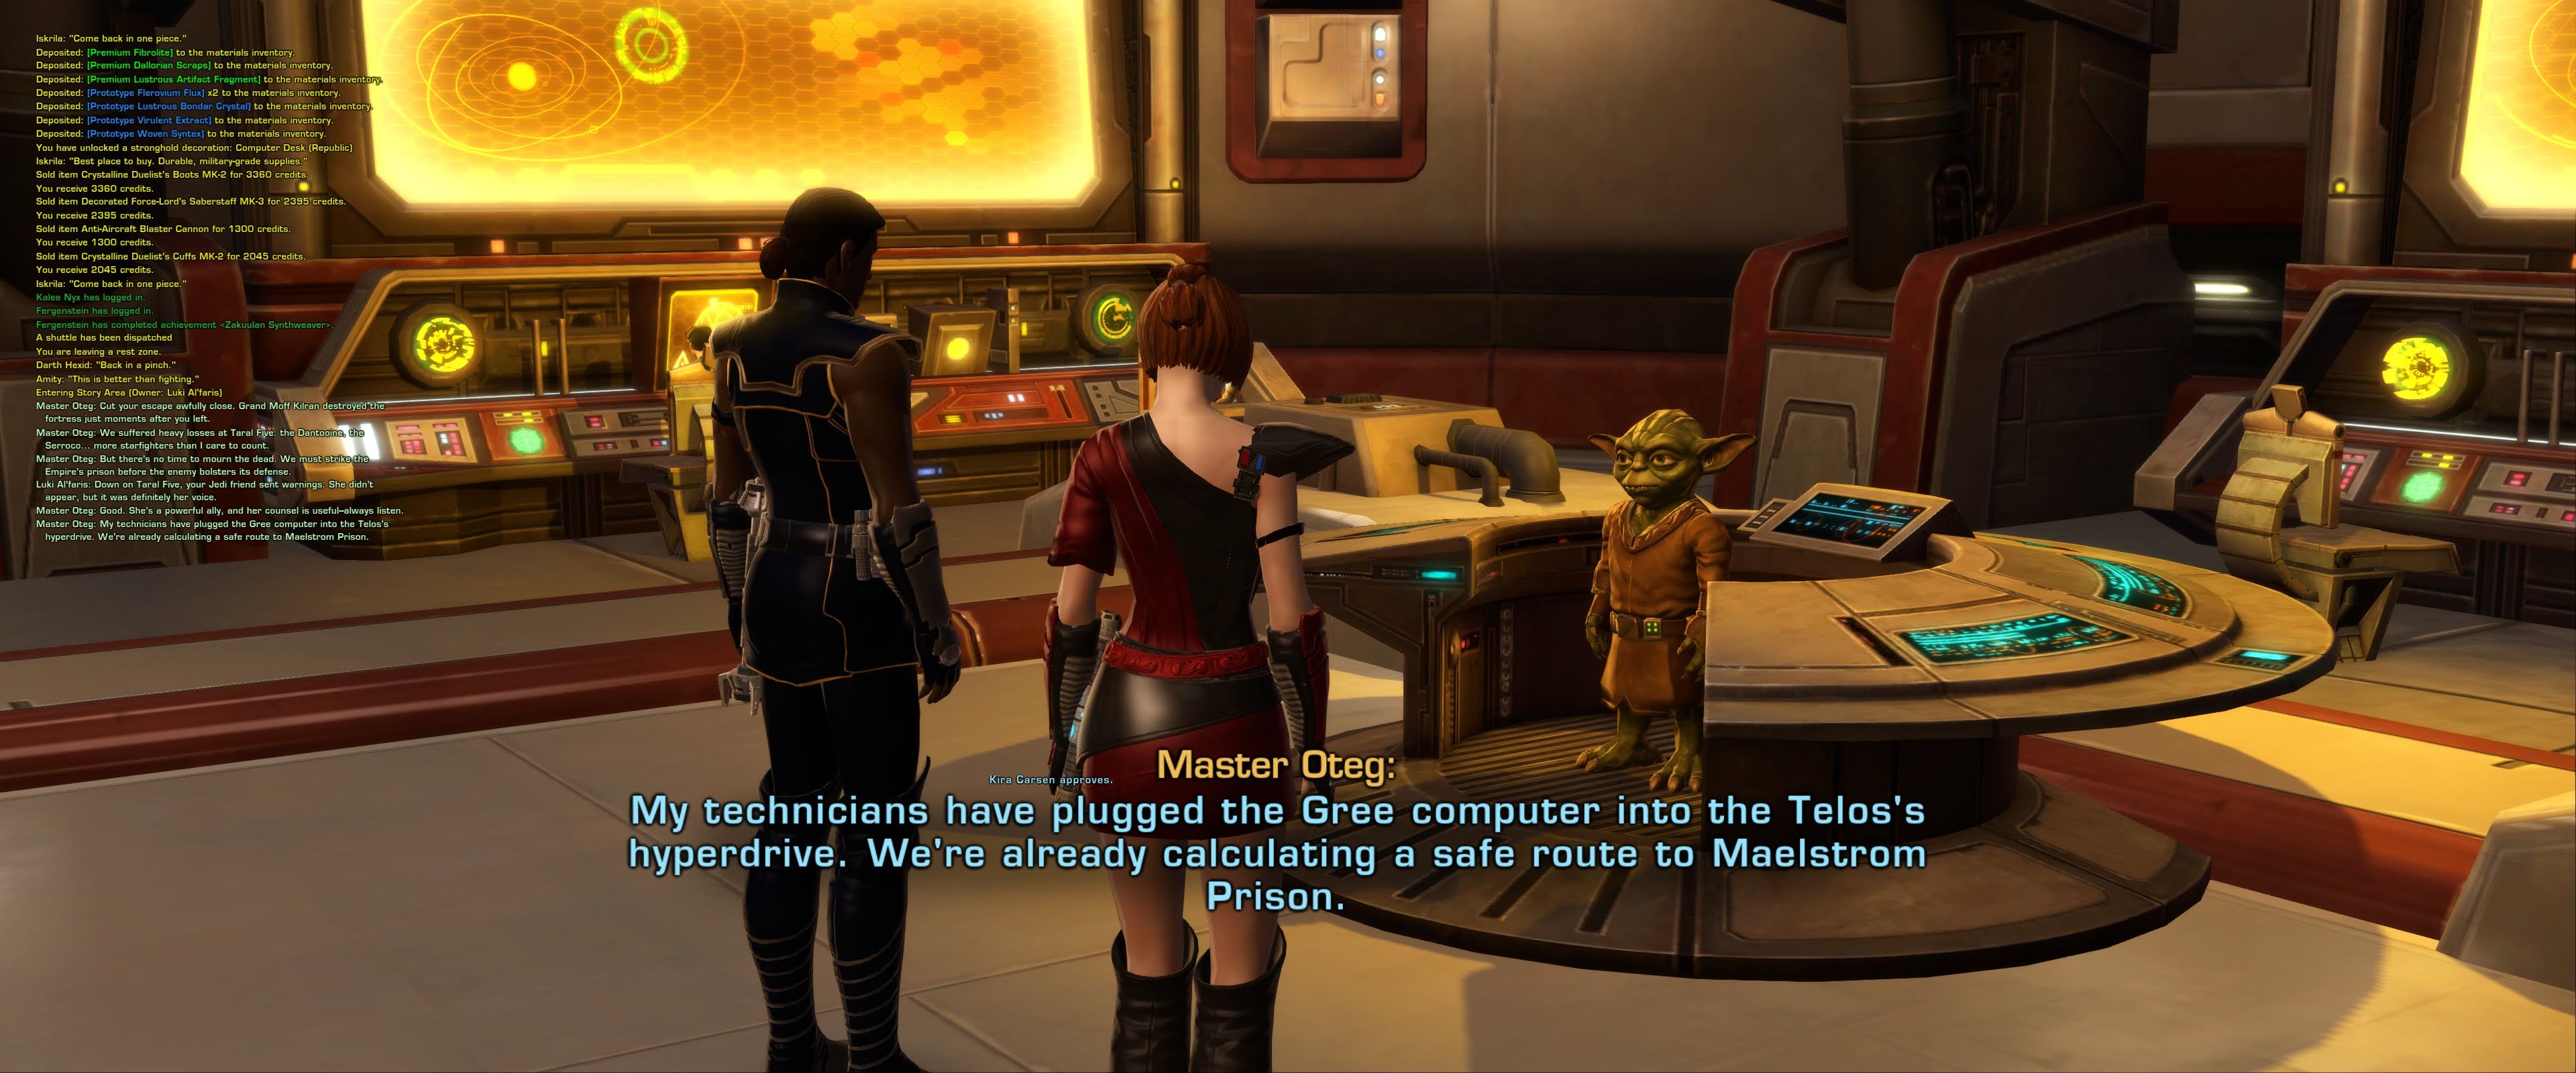 Iskrila: "Come back in one piece."
Deposited: [Premium Fibrolite] to the materials inventory.
Deposited: [Premium Dallorian Scraps] to the materials inventory.
Deposited: [Premium Lustrous Artifact Fragment] to the materials inventory.
Deposited: [Prototype Flerovium Flux] x2 to the materials inventory.
Deposited: [Prototype Lustrous Bondar Crystal] to the materials inventory.
Deposited: [Prototype Virulent Extract] to the materials inventory.
Deposited: [Prototype Woven Syntex] to the materials inventory.
You have unlocked a stronghold decoration: Computer Desk (Republic)
Iskrila: "Best place to buy. Durable, military-grade supplies."
Sold item Crystalline Duelist's Boots MK-2 for 3360 credits.
You receive 3360 credits.
Sold item Decorated Force-Lord's Saberstaff MK-3 for 2395 credits.
You receive 2395 credits.
Sold item Anti-Aircraft Blaster Cannon for 1300 credits.
You receive 1300 credits.
Sold item Crystalline Duelist's Cuffs MK-2 for 2045 credits.
You receive 2045 credits.
Iskrila: "Come back in one piece."
Kalee Nyx has logged in.
Fergenstein has logged in.
Fergenstein has completed achievement <Zakuulan Synthweaver>.
A shuttle has been dispatched
You are leaving a rest zone.
Darth Hexid: "Back in a pinch."
Amity: "This is better than fighting."
Entering Story Area (Owner: Luki Al'faris)
Master Oteg: Cut your escape awfully close. Grand Moff Kilran destroyed the
fortress just moments after you left.
Master Oteg: We suffered heavy losses at Taral Five: the Dantooine, the
Serroco... more starfighters than I care to count.
Master Oteg: But there's no time to mourn the dead. We must strike the
Empire's prison before the enemy bolsters its defense.
Luki Al'faris: Down on Taral Five, your Jedi friend sent warnings. She didn't
appear, but it was definitely her voice.
Master Oteg: Good. She's a powerful ally, and her counsel is useful–always listen.
Master Oteg: My technicians have plugged the Gree computer into the Telos's
hyperdrive. We're already calculating a safe route to Maelstrom Prison.
Master Oteg:
Kira Carsen approves.
My technicians have plugged the Gree computer into the Telos's
hyperdrive. We're already calculating a safe route to Maelstrom
Prison.